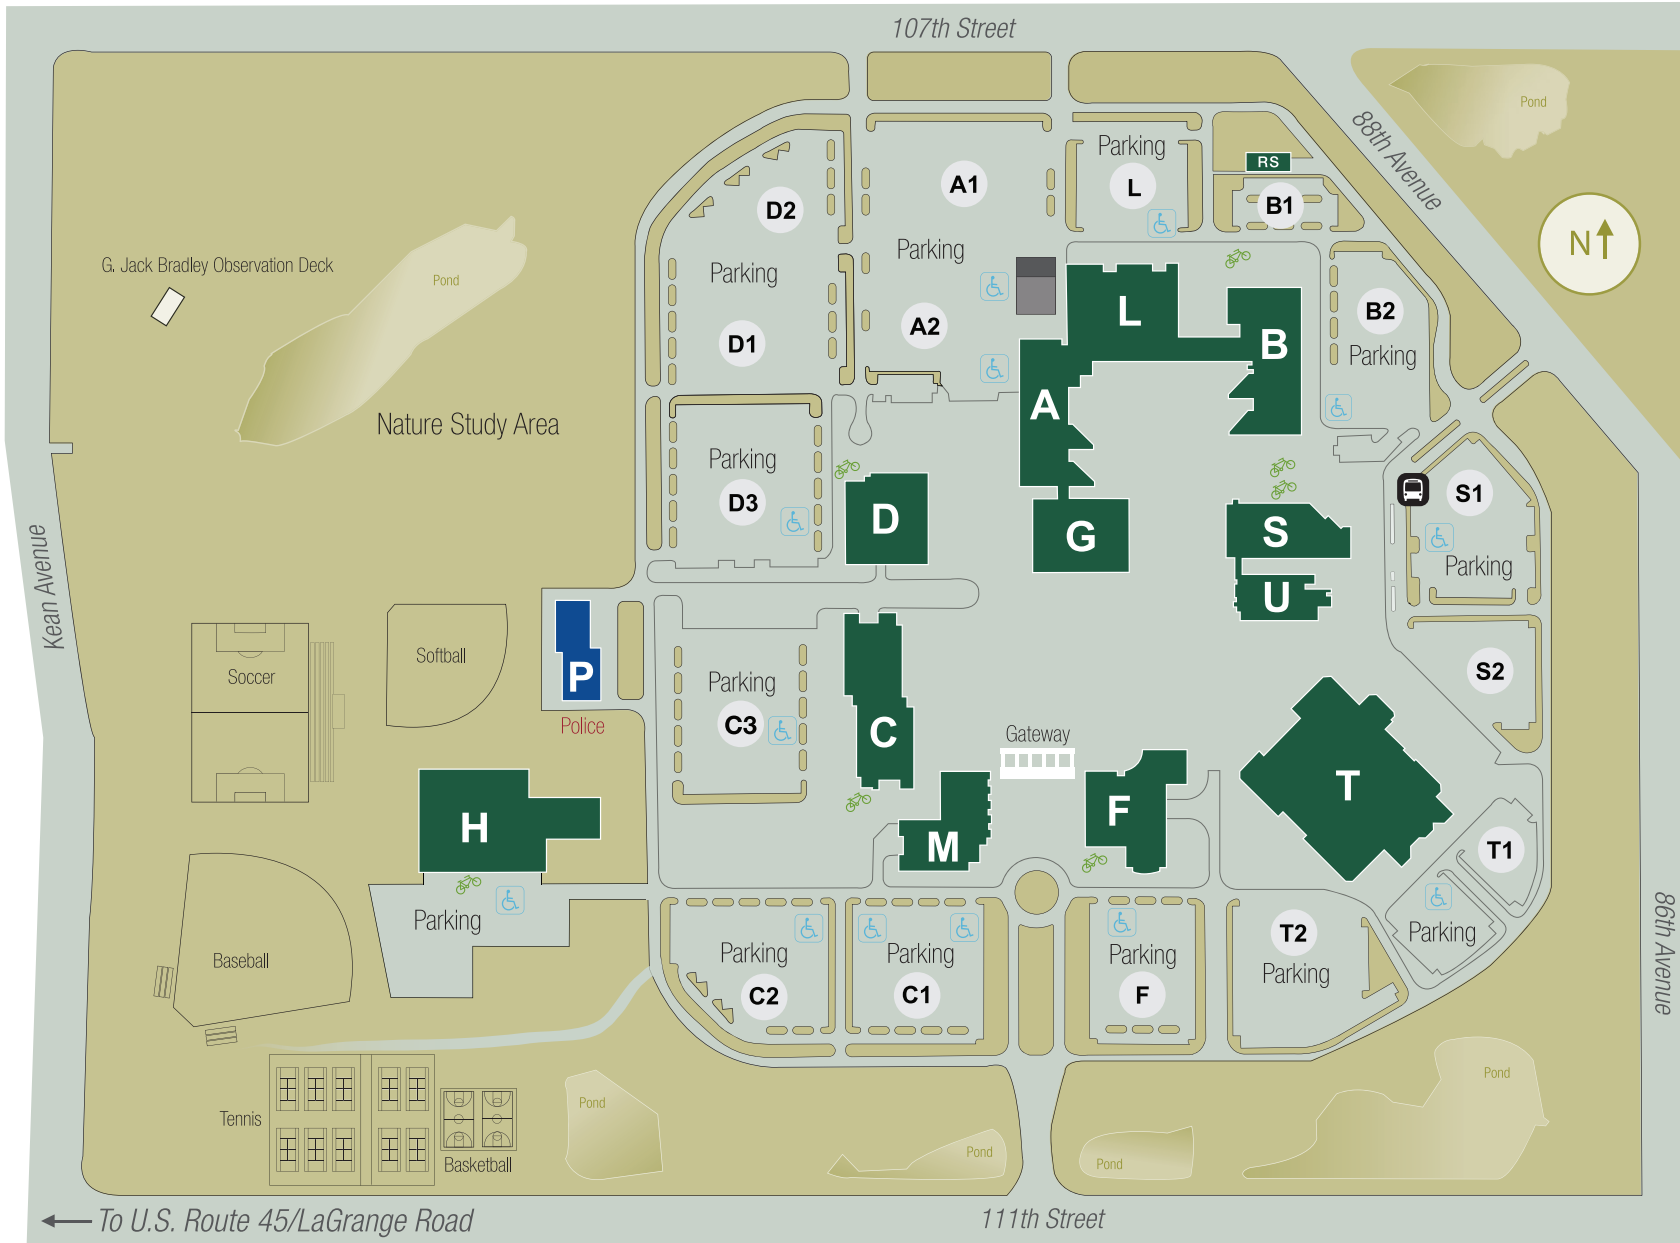 107th Street
88th Avenue
Pond
Parking
L
RS
A1
B1
D2
N
Parking
G. Jack Bradley Observation Deck
Parking
Pond
L
B2
A2
B
D1
Parking
A
Nature Study Area
Parking
D3
S1
D
G
S
Parking
Kean Avenue
U
Softball
Soccer
P
Parking
S2
Police
C3
C
Gateway
T
F
H
M
T1
Parking
86th Avenue
T2
Parking
Baseball
Parking
Parking
Parking
Parking
C2
C1
F
Pond
Pond
Tennis
Pond
Pond
Basketball
To U.S. Route 45/LaGrange Road
111th Street